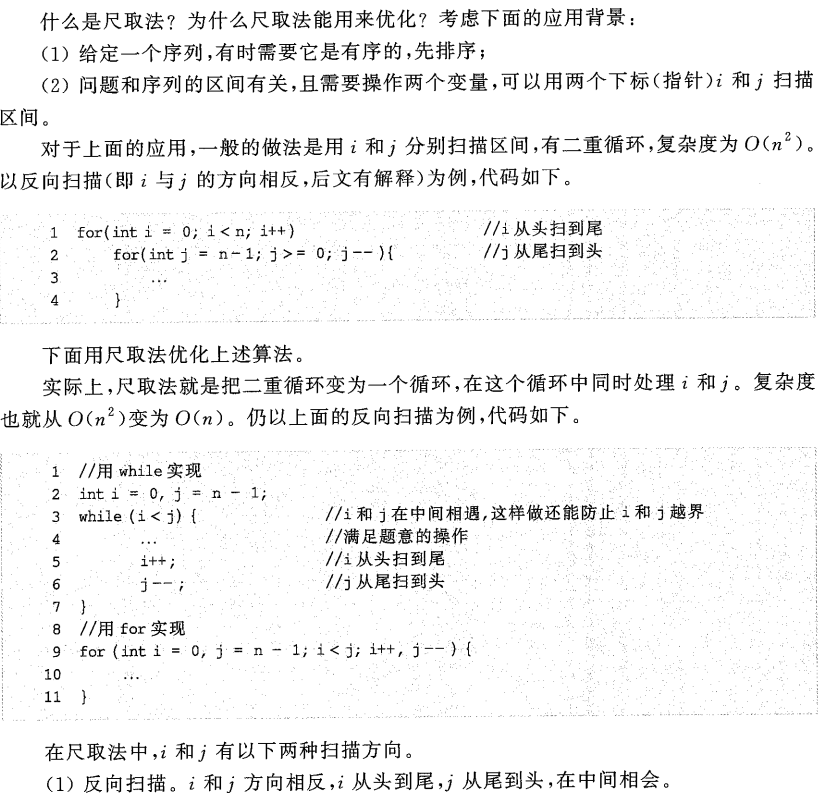 什么是尺取法？为什么尺取法能用来优化？考虑下面的应用背景：
(1) 给定一个序列,有时需要它是有序的,先排序；
(2) 问题和序列的区间有关,且需要操作两个变量,可以用两个下标(指针)i 和 j 扫描
区间。
对于上面的应用,一般的做法是用 i 和 j 分别扫描区间,有二重循环,复杂度为 O(n²)。
以反向扫描(即 i 与 j 的方向相反,后文有解释)为例,代码如下。
1 for(int i = 0; i < n; i++) //i 从头扫到尾
2 for(int j = n-1; j >= 0; j--){ //j 从尾扫到头
3 …
4 }
下面用尺取法优化上述算法。
实际上,尺取法就是把二重循环变为一个循环,在这个循环中同时处理 i 和 j。复杂度
也就从 O(n²)变为 O(n)。仍以上面的反向扫描为例,代码如下。
1 //用 while 实现
2 int i = 0, j = n - 1;
3 while (i < j) { //i 和 j 在中间相遇,这样做还能防止 i 和 j 越界
4 … //满足题意的操作
5 i++; //i 从头扫到尾
6 j--; //j 从尾扫到头
7 }
8 //用 for 实现
9 for (int i = 0, j = n - 1; i < j; i++, j--) {
10 …
11 }
在尺取法中,i 和 j 有以下两种扫描方向。
(1) 反向扫描。i 和 j 方向相反,i 从头到尾,j 从尾到头,在中间相会。